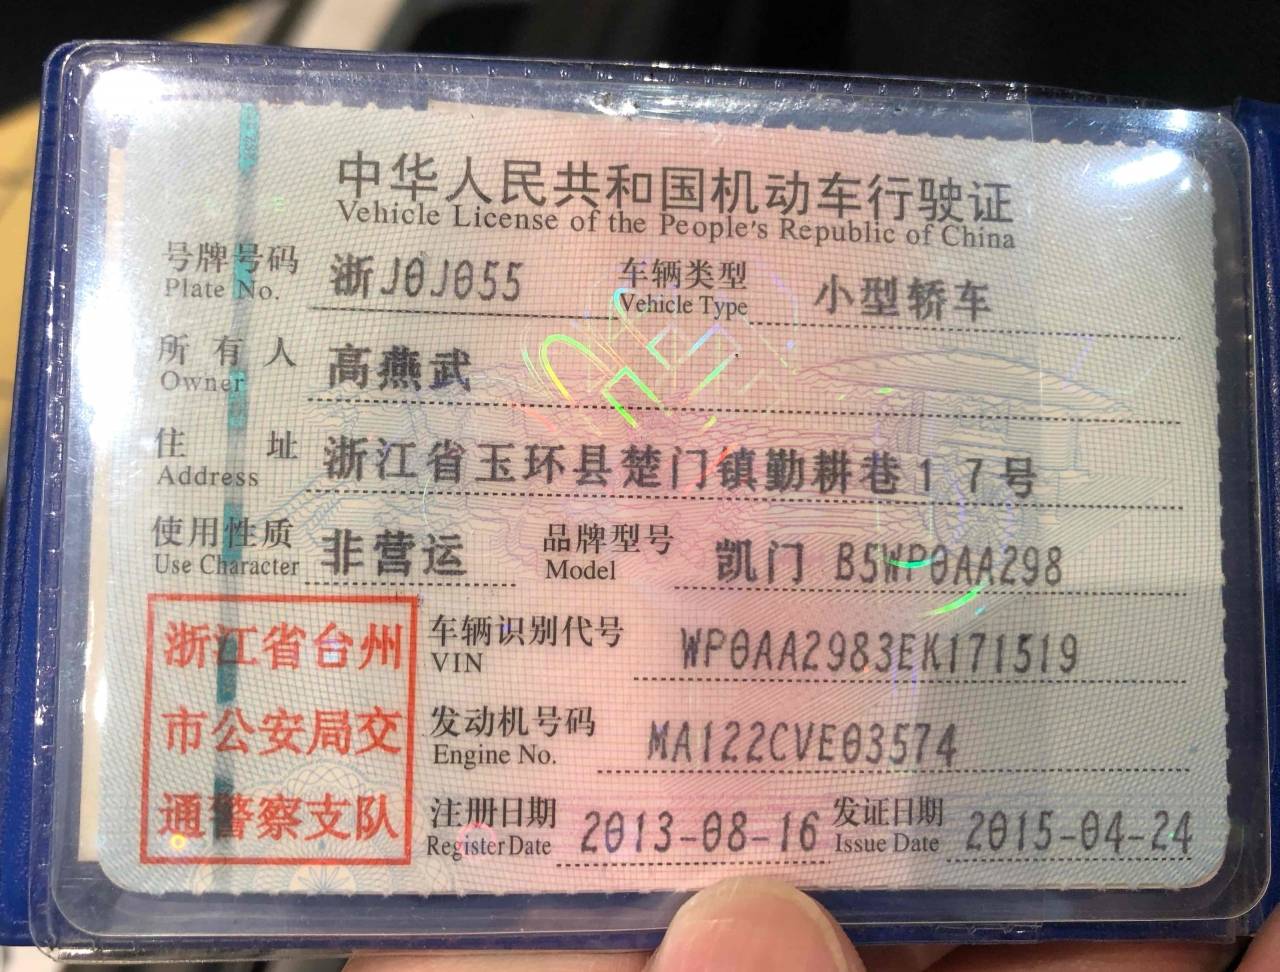 中华人民共和国机动车行驶证
Vehicle License of the People's Republic of China
号牌号码 浙J0J055 车辆类型 小型轿车
Plate No. Vehicle Type
所有人 高燕武
Owner
住址 浙江省玉环县楚门镇勤耕巷17号
Address
使用性质 非营运 品牌型号 凯门 B5WP0AA298
Use Character Model
浙江省台州
市公安局交
通警察支队
车辆识别代号 WP0AA2983EK171519
VIN
发动机号码 MA122CVE03574
Engine No.
注册日期 2013-08-16 发证日期 2015-04-24
Register Date Issue Date